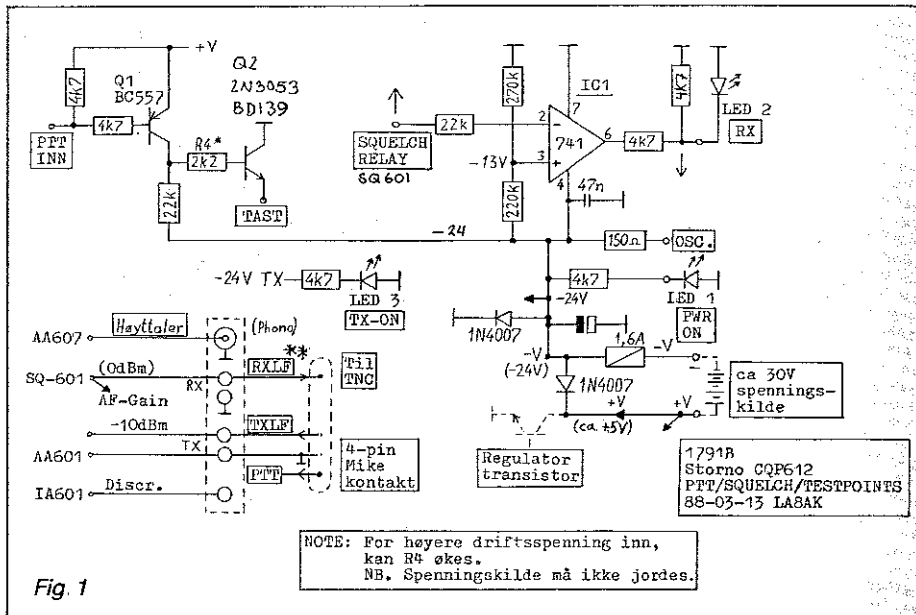 +V
Q1
BC557
Q2
2N3053
BD139
4k7
4k7
PTT
INN
R4*
2k2
22k
TAST
SQUELCH
RELAY
SQ601
22k
270k
-13V
220k
IC1
2
3
741
7
6
4
47n
4k7
4K7
LED 2
RX
-24
150Ω
OSC.
-24V TX
4k7
LED 3
TX-ON
4k7
LED 1
PWR
ON
-24V
1N4007
-V
(-24V)
1,6A
-V
-
1N4007
+V
(ca +5V)
+V
ca 30V
spennings-
kilde
Regulator
transistor
AA607
Høyttaler
(Phono)
SQ-601
(0dBm)
RX
AF-Gain
RXLF
**
Til
TNC
-10dBm
TXLF
AA601
TX
PTT
4-pin
Mike
kontakt
IA601
Discr.
1791B
Storno CQP612
PTT/SQUELCH/TESTPOINTS
88-03-13 LA8AK
NOTE: For høyere driftsspenning inn,
kan R4 økes.
NB. Spenningskilde må ikke jordes.
Fig. 1